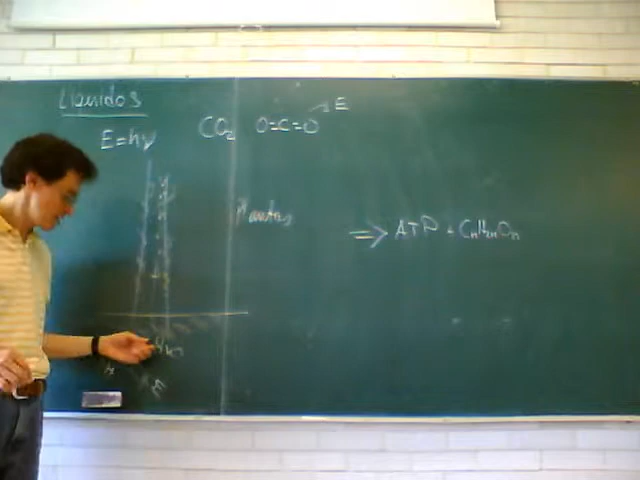 Líquidos
E=hν
CO2 O=C=O E
Plantas
⇒ ATP + CnH2nOn